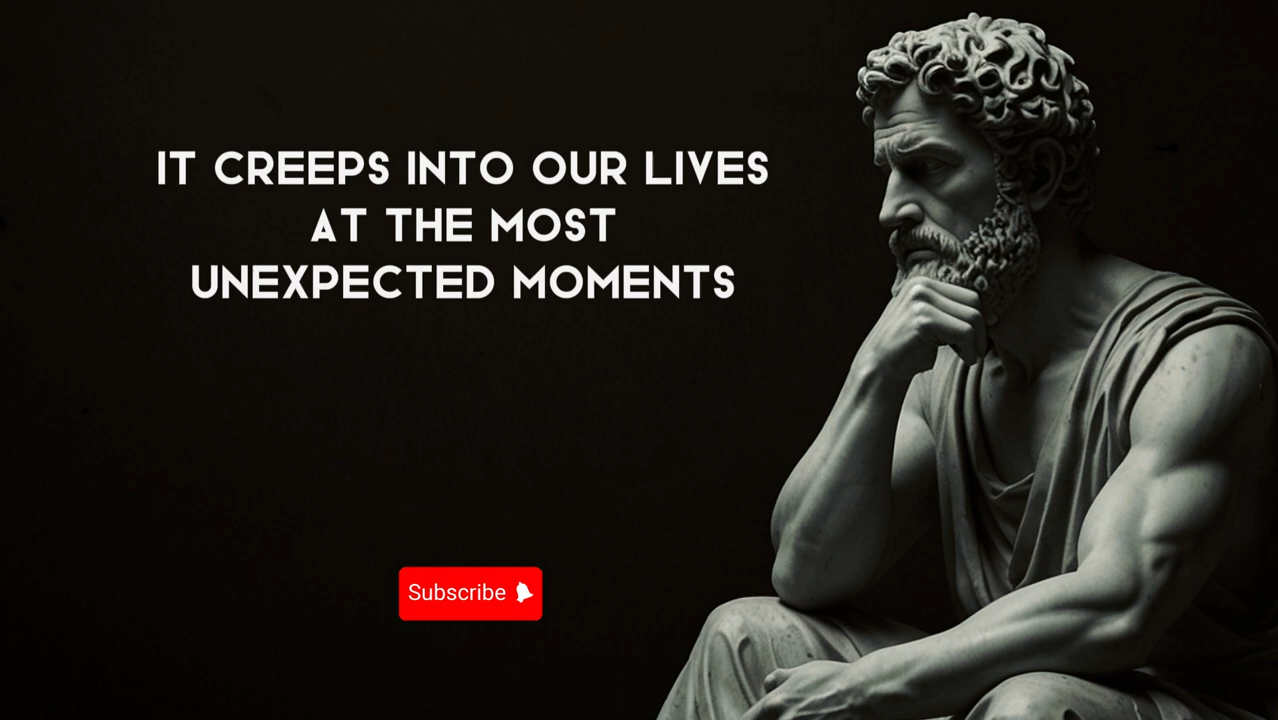 IT CREEPS INTO OUR LIVES
AT THE MOST
UNEXPECTED MOMENTS
Subscribe